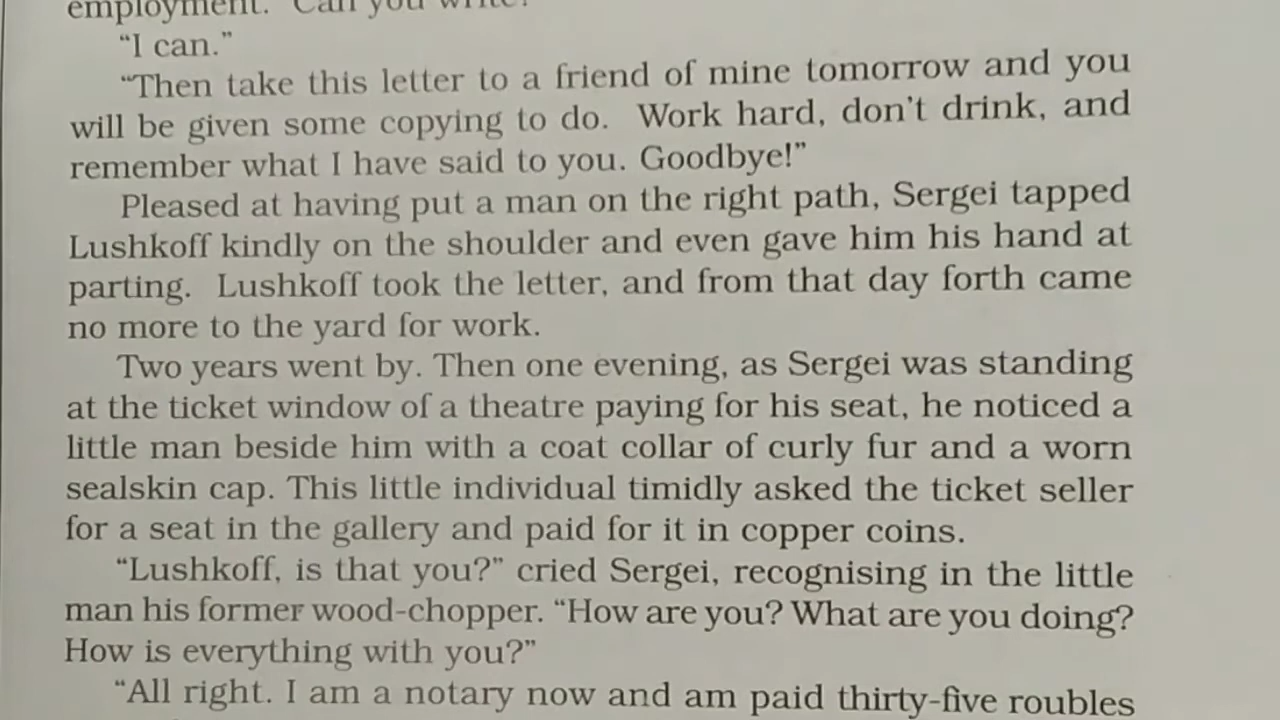 employment. Can you write?
“I can.”
“Then take this letter to a friend of mine tomorrow and you
will be given some copying to do. Work hard, don’t drink, and
remember what I have said to you. Goodbye!”
Pleased at having put a man on the right path, Sergei tapped
Lushkoff kindly on the shoulder and even gave him his hand at
parting. Lushkoff took the letter, and from that day forth came
no more to the yard for work.
Two years went by. Then one evening, as Sergei was standing
at the ticket window of a theatre paying for his seat, he noticed a
little man beside him with a coat collar of curly fur and a worn
sealskin cap. This little individual timidly asked the ticket seller
for a seat in the gallery and paid for it in copper coins.
“Lushkoff, is that you?” cried Sergei, recognising in the little
man his former wood-chopper. “How are you? What are you doing?
How is everything with you?”
“All right. I am a notary now and am paid thirty-five roubles